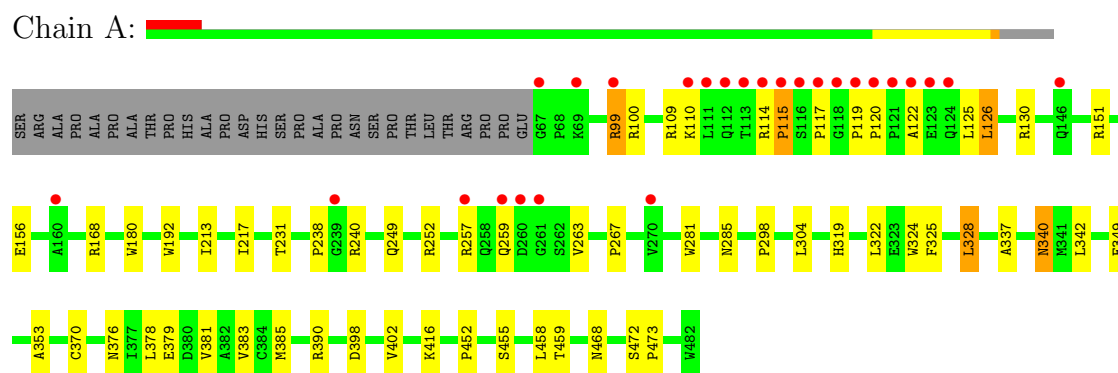 Chain A:
SER ARG ALA PRO ALA PRO ALA THR PRO HIS ALA PRO ASP HIS SER PRO ALA PRO ASN SER PRO THR LEU THR ARG PRO PRO GLU G67 P68 K69 R99 R100 R109 K110 L111 Q112 T113 R114 P115 S116 P117 G118 P119 P120 P121 A122 E123 Q124 L125 L126 R130 Q146 R151
E156 A160 R168 W180 W192 I213 I217 T231 P238 G239 R240 Q249 R252 R257 Q258 Q259 D260 G261 S262 V263 P267 V270 W281 N285 P298 L304 H319 L322 E323 W324 F325 L328 A337 N340 M341 L342
A353 C370 N376 I377 L378 E379 D380 V381 A382 V383 C384 M385 R390 D398 V402 K416 P452 S455 L458 T459 N468 S472 P473 W482